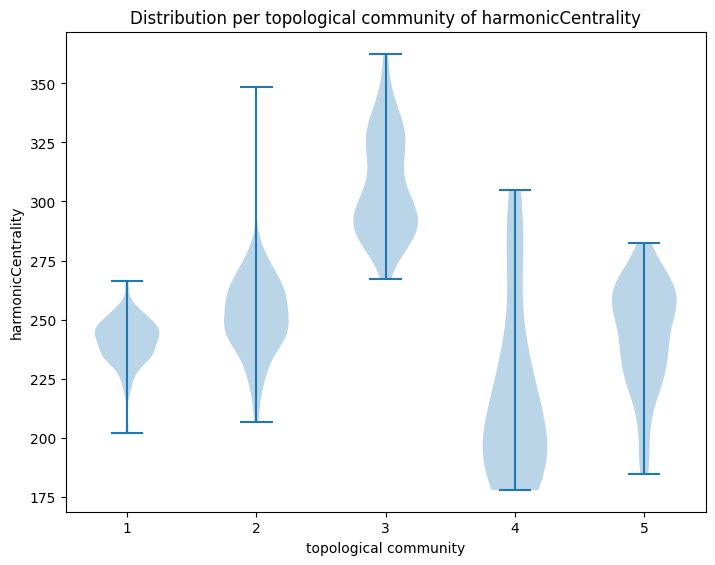 Distribution per topological community of harmonicCentrality
harmonicCentrality
350
325
300
275
250
225
200
175
1 2 3 4 5
topological community